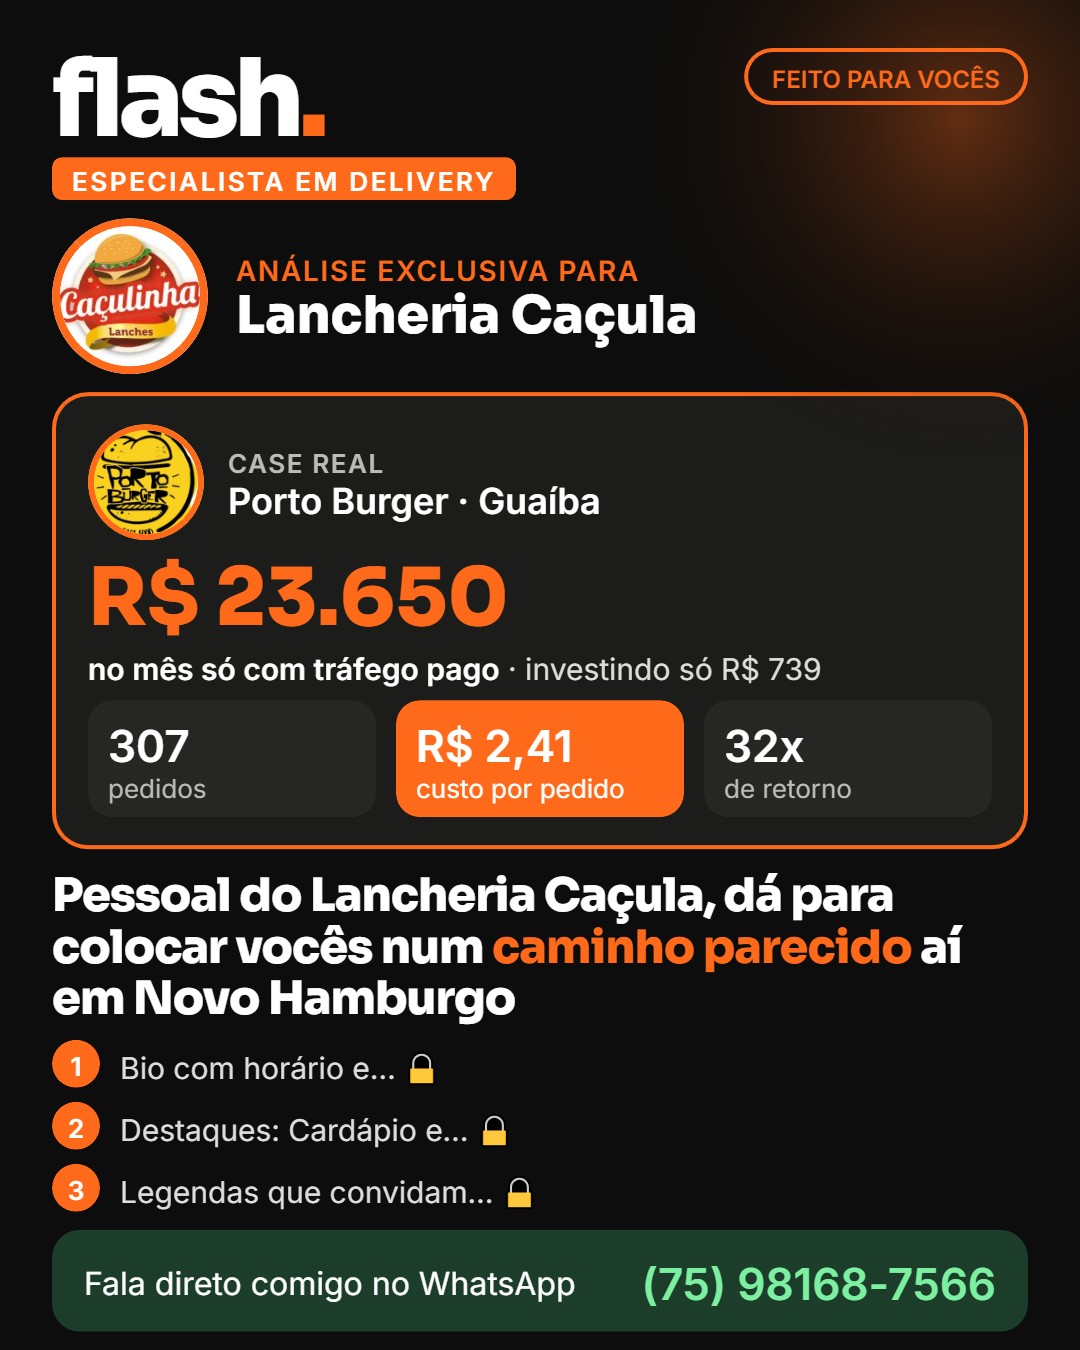 flash.
FEITO PARA VOCÊS
ESPECIALISTA EM DELIVERY
Caçulinha
Lanches
ANÁLISE EXCLUSIVA PARA
Lancheria Caçula
PORTO
BURGER
CASE REAL
Porto Burger · Guaíba
R$ 23.650
no mês só com tráfego pago · investindo só R$ 739
307
pedidos
R$ 2,41
custo por pedido
32x
de retorno
Pessoal do Lancheria Caçula, dá para
colocar vocês num caminho parecido aí
em Novo Hamburgo
1 Bio com horário e...
2 Destaques: Cardápio e...
3 Legendas que convidam...
Fala direto comigo no WhatsApp (75) 98168-7566